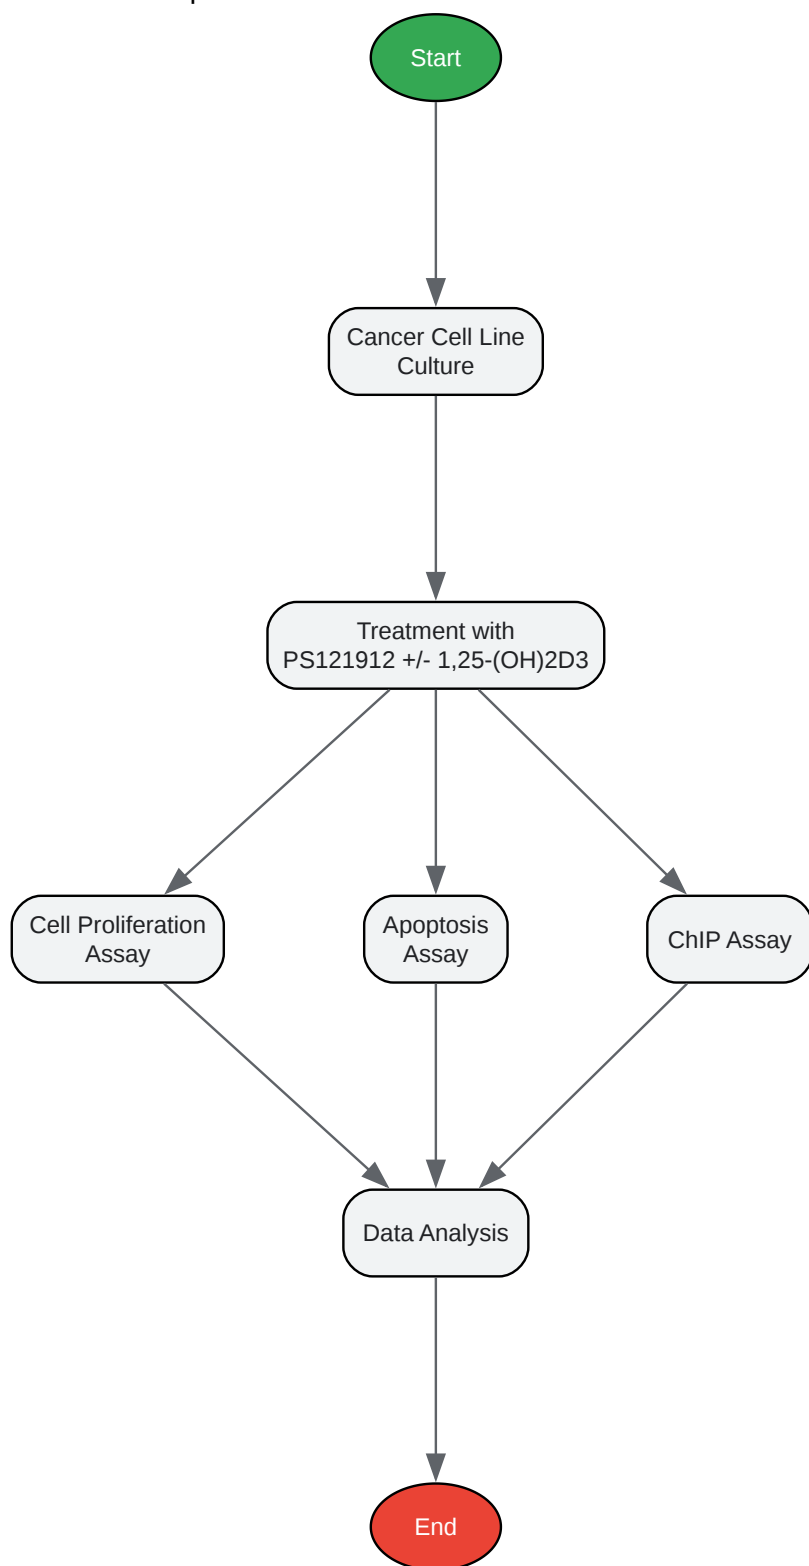 Start
Cancer Cell Line
Culture
Treatment with
PS121912 +/- 1,25-(OH)2D3
Cell Proliferation
Assay
Apoptosis
Assay
ChIP Assay
Data Analysis
End